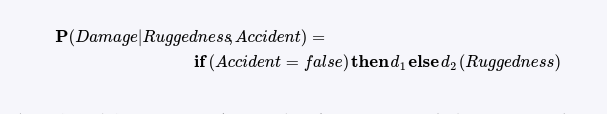 P(Damage|Ruggedness, Accident) =
if (Accident = false) then d₁ else d₂ (Ruggedness)